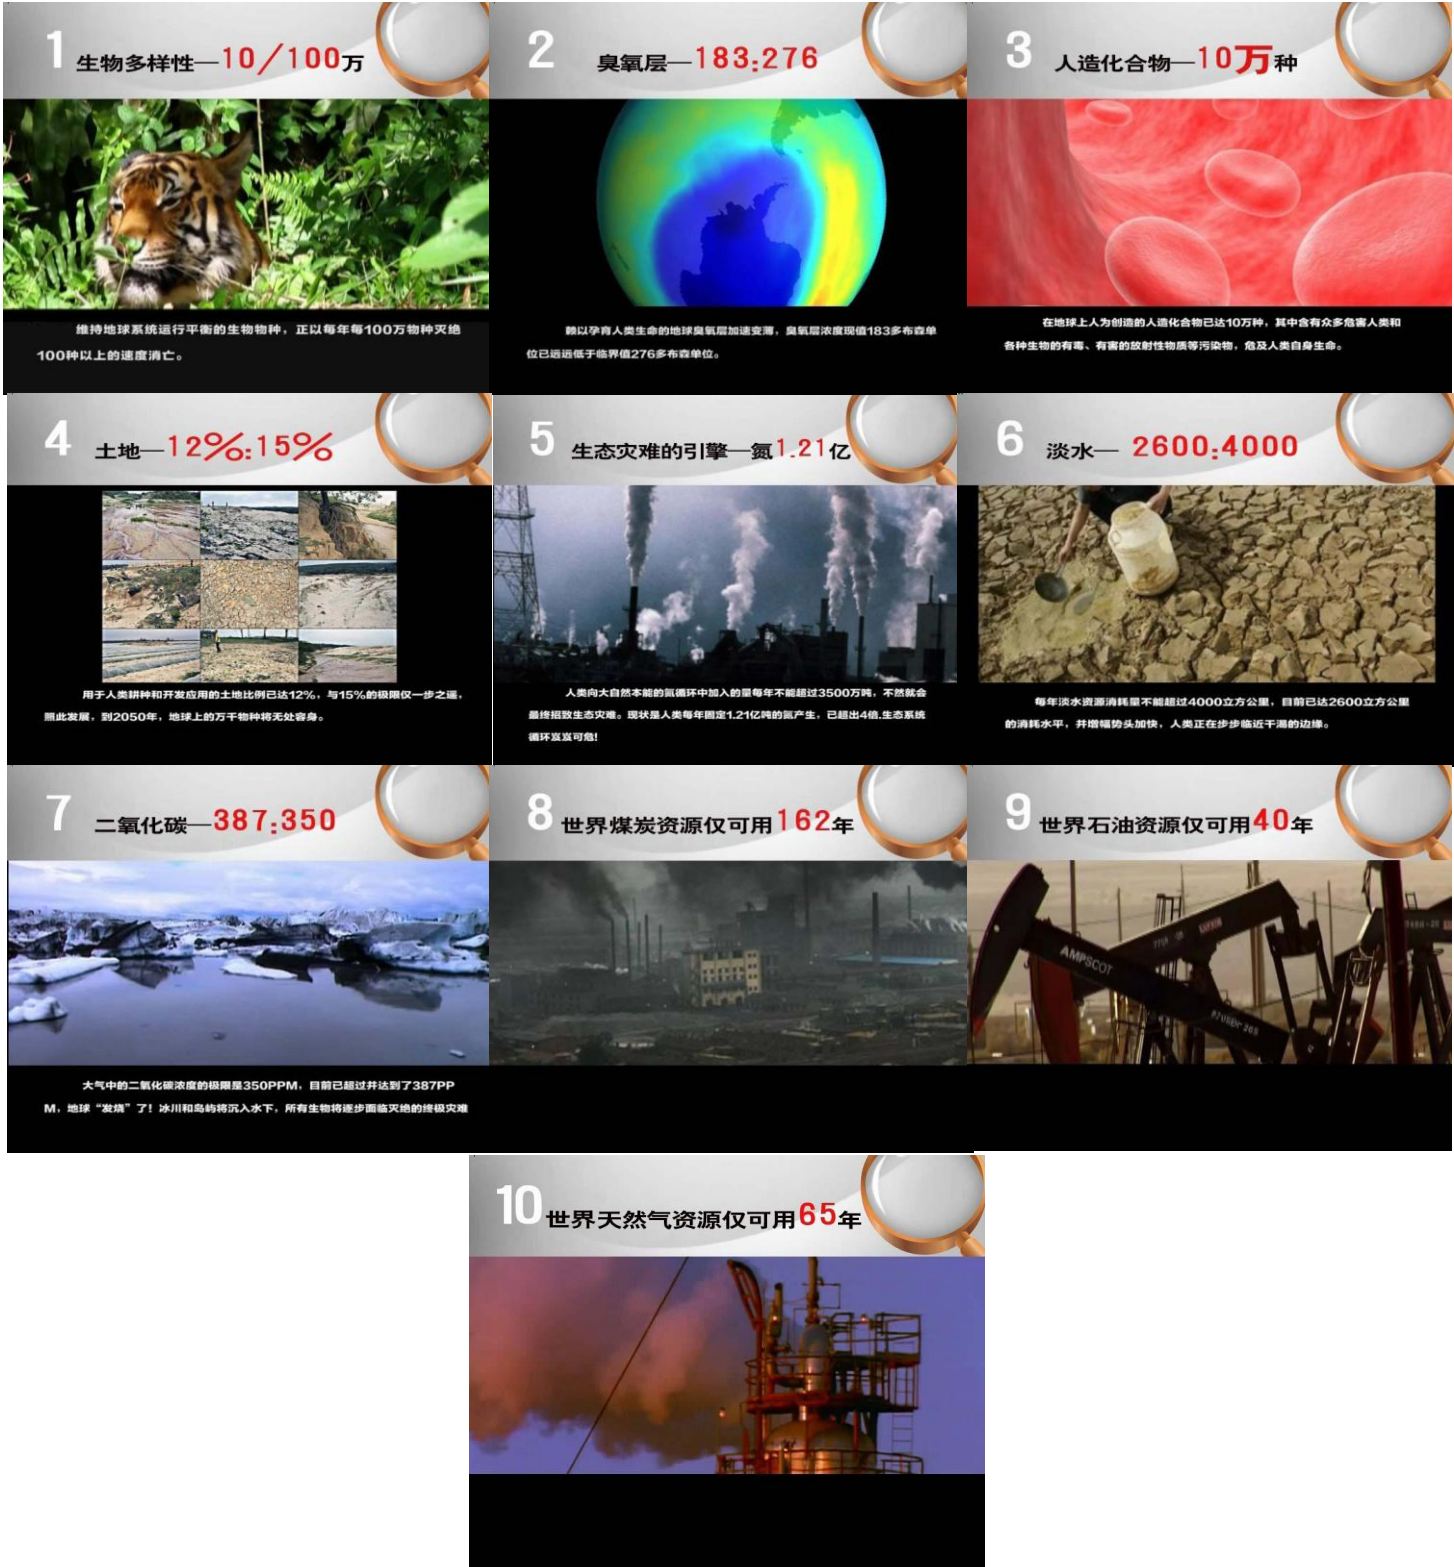 1 生物多样性—10/100万
维持地球系统运行平衡的生物物种，正以每年每100万物种灭绝
100种以上的速度消亡。
2 臭氧层—183:276
赖以孕育人类生命的地球臭氧层加速变薄，臭氧层浓度现值183多布森单
位已远远低于临界值276多布森单位。
3 人造化合物—10万种
在地球上人为创造的人造化合物已达10万种，其中含有众多危害人类和
各种生物的有毒、有害的放射性物质等污染物，危及人类自身生命。
4 土地—12%:15%
用于人类耕种和开发应用的土地比例已达12%，与15%的极限仅一步之遥，
照此发展，到2050年，地球上的万千物种将无处容身。
5 生态灾难的引擎—氮1.21亿
人类向大自然本能的氮循环中加入的量每年不能超过3500万吨，不然就会
最终招致生态灾难。现状是人类每年固定1.21亿吨的氮产生，已超出4倍.生态系统
循环岌岌可危!
6 淡水— 2600:4000
每年淡水资源消耗量不能超过4000立方公里，目前已达2600立方公里
的消耗水平，并增幅势头加快，人类正在步步临近干渴的边缘。
7 二氧化碳—387:350
大气中的二氧化碳浓度的极限是350PPM，目前已超过并达到了387PP
M，地球“发烧”了！冰川和岛屿将沉入水下，所有生物将逐步面临灭绝的终极灾难
8 世界煤炭资源仅可用162年
9 世界石油资源仅可用40年
AMPSCOT
LUFKIN
10 世界天然气资源仅可用65年